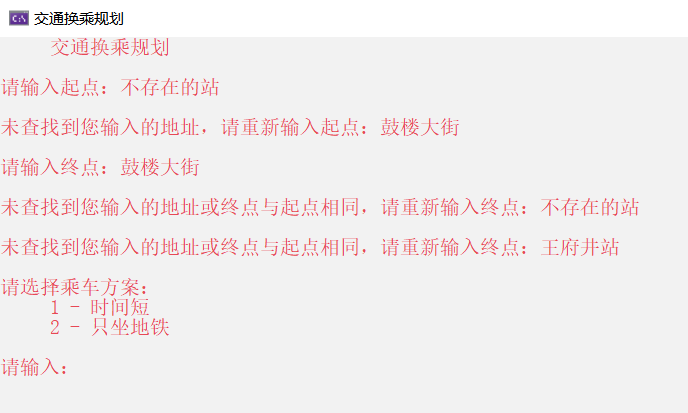 交通换乘规划
交通换乘规划
请输入起点：不存在的站
未查找到您输入的地址，请重新输入起点：鼓楼大街
请输入终点：鼓楼大街
未查找到您输入的地址或终点与起点相同，请重新输入终点：不存在的站
未查找到您输入的地址或终点与起点相同，请重新输入终点：王府井站
请选择乘车方案：
1 - 时间短
2 - 只坐地铁
请输入：